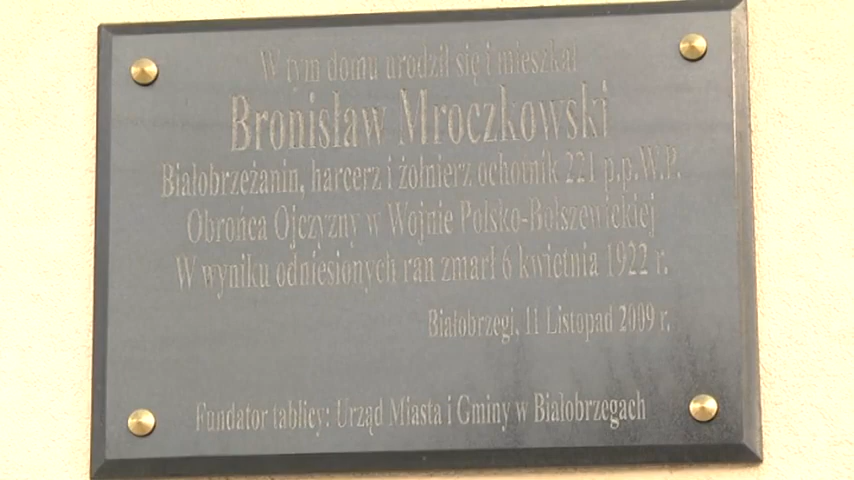 W tym domu urodził się i mieszkał
Bronisław Mroczkowski
Białobrzeżanin, harcerz i żołnierz ochotnik 221 p.p.W.P.
Obrońca Ojczyzny w Wojnie Polsko-Bolszewickiej
W wyniku odniesionych ran zmarł 6 kwietnia 1922 r.
Białobrzegi, 11 Listopad 2009 r.
Fundator tablicy: Urząd Miasta i Gminy w Białobrzegach